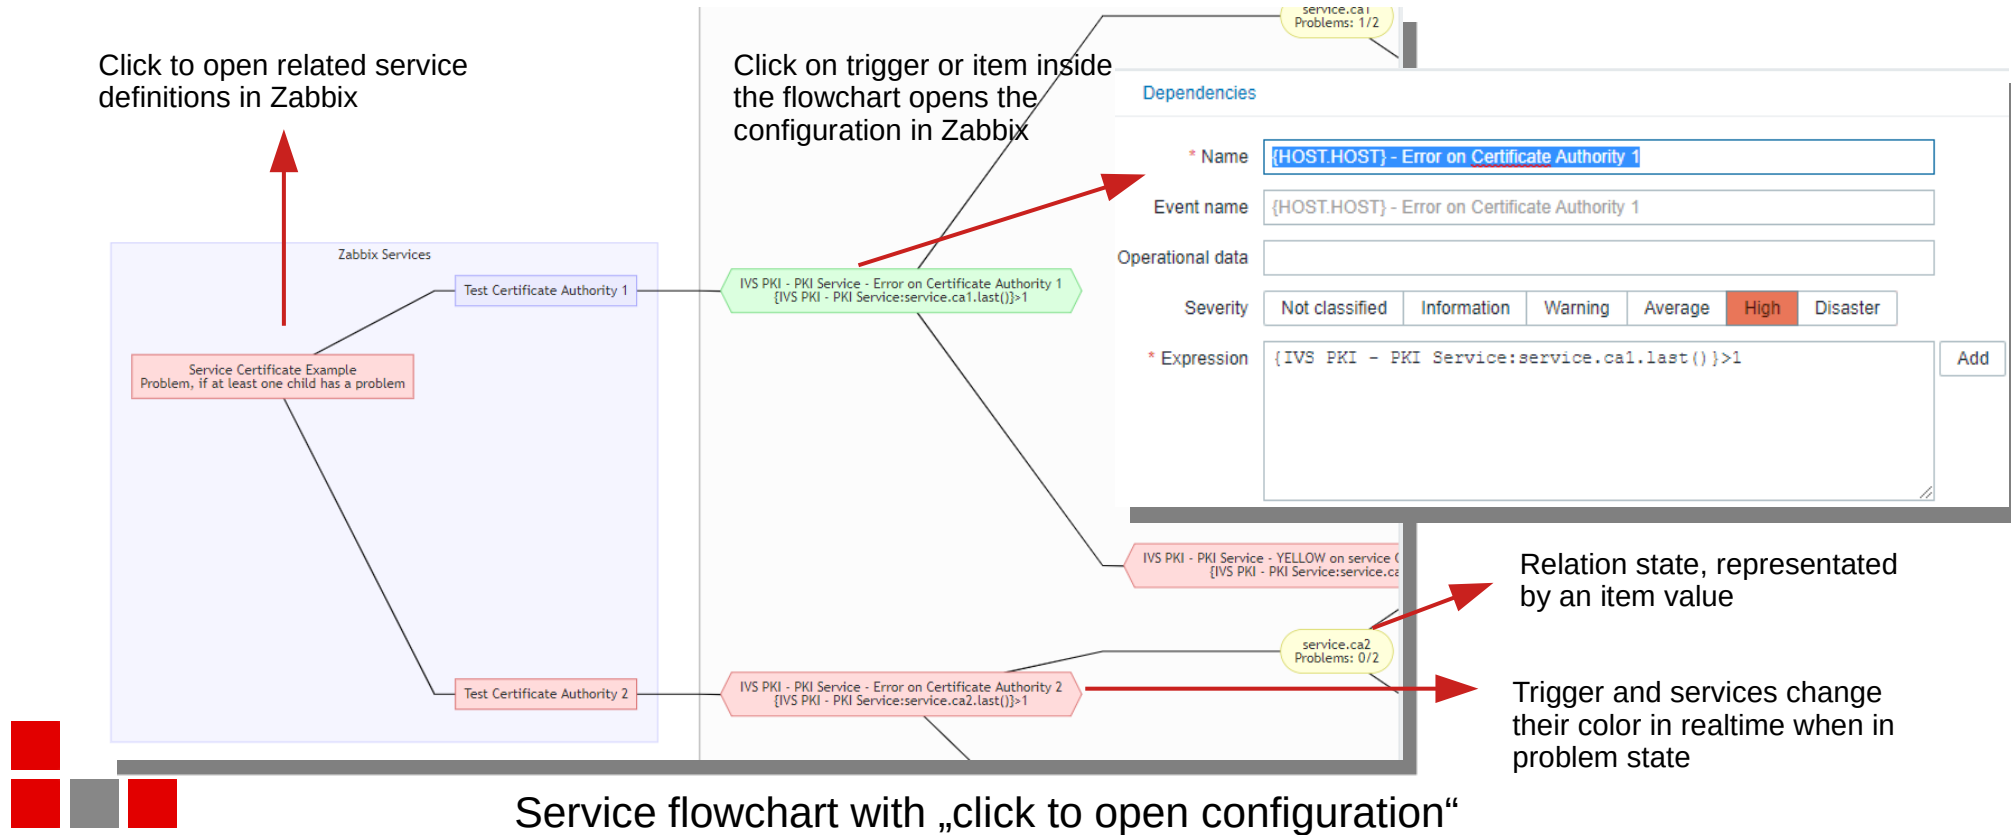 service.ca1
Problems: 1/2
Click to open related service
definitions in Zabbix
Click on trigger or item inside
the flowchart opens the
configuration in Zabbix
Dependencies
* Name {HOST.HOST} - Error on Certificate Authority 1
Event name {HOST.HOST} - Error on Certificate Authority 1
Operational data
Severity Not classified Information Warning Average High Disaster
* Expression {IVS PKI - PKI Service:service.ca1.last()}>1 Add
Zabbix Services
Test Certificate Authority 1
IVS PKI - PKI Service - Error on Certificate Authority 1
{IVS PKI - PKI Service:service.ca1.last()}>1
Service Certificate Example
Problem, if at least one child has a problem
IVS PKI - PKI Service - YELLOW on service
{IVS PKI - PKI Service:service.ca
Relation state, representated
by an item value
service.ca2
Problems: 0/2
Test Certificate Authority 2
IVS PKI - PKI Service - Error on Certificate Authority 2
{IVS PKI - PKI Service:service.ca2.last()}>1
Trigger and services change
their color in realtime when in
problem state
Service flowchart with „click to open configuration“